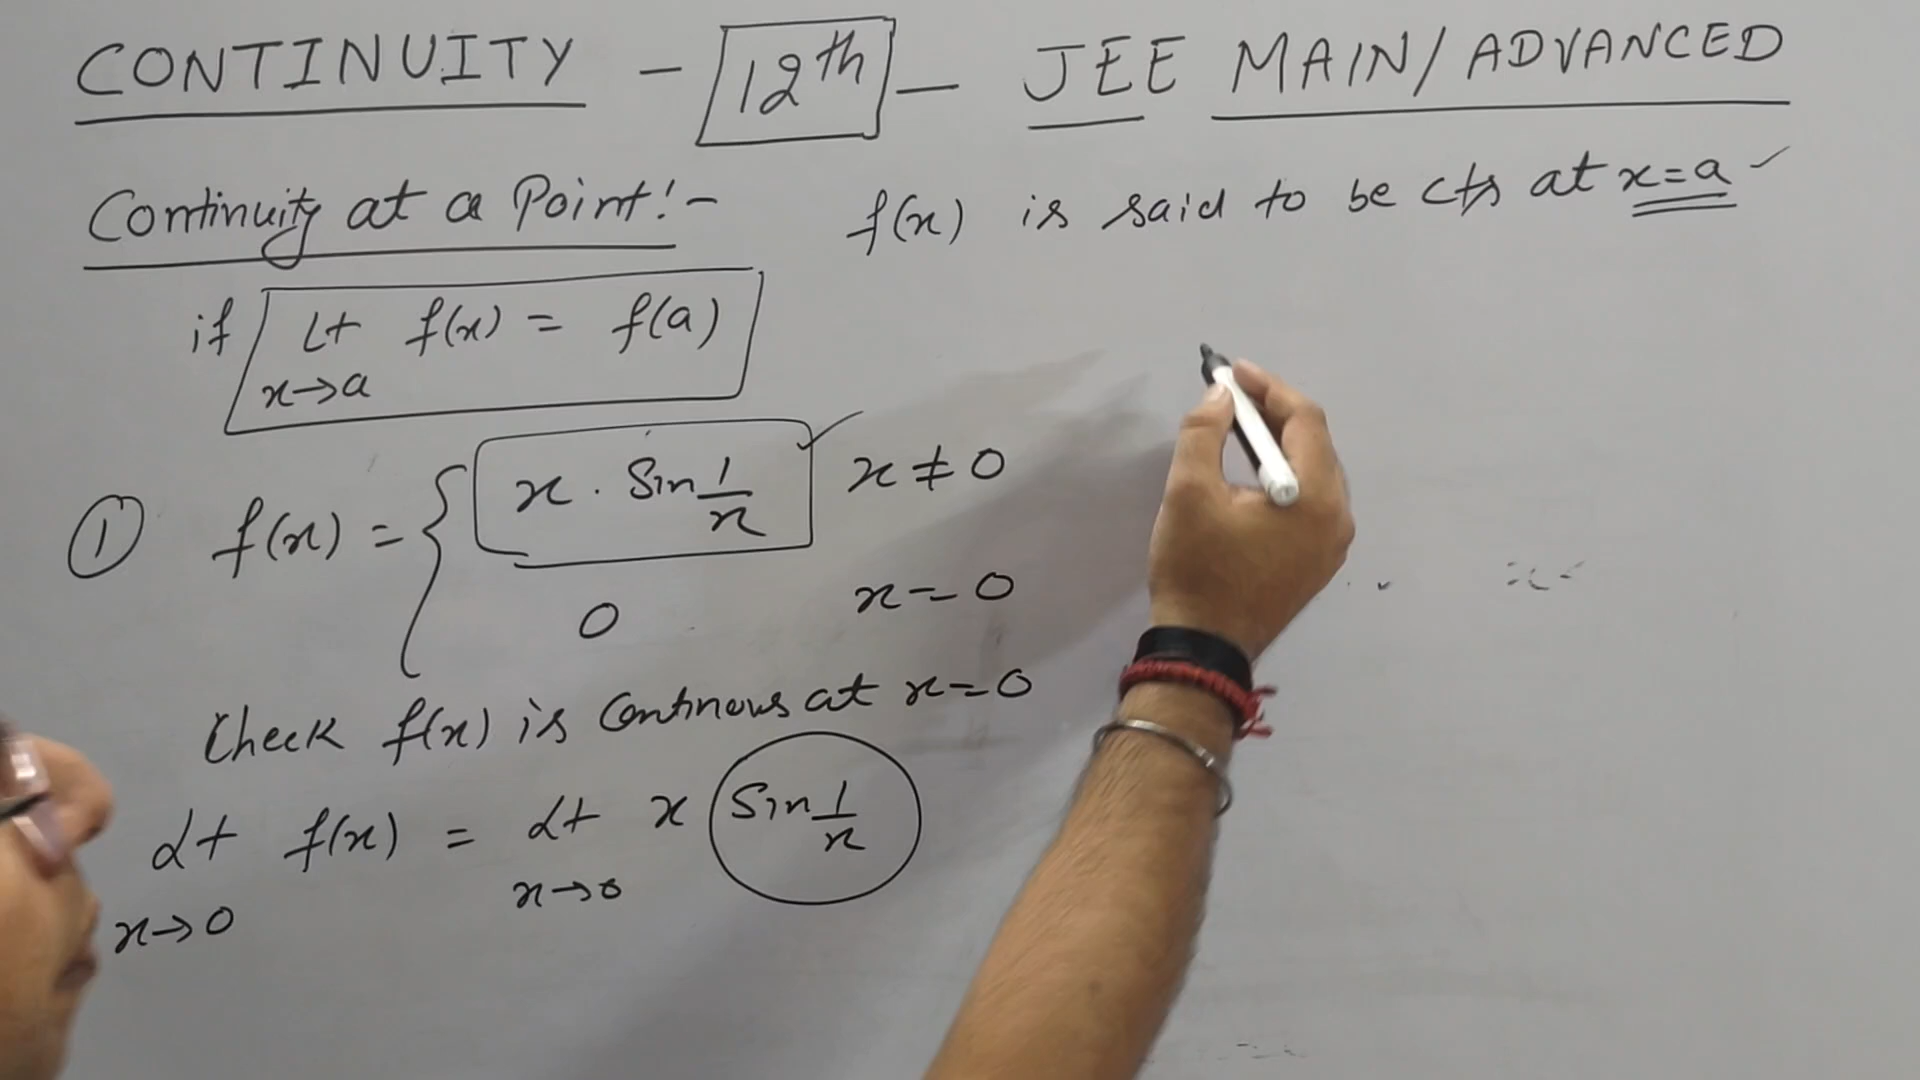 CONTINUITY - 12th - JEE MAIN/ADVANCED
Continuity at a Point!- f(x) is said to be cts at x=a
if Lt f(x) = f(a)
x→a
① f(x) = { x . Sin 1/x x ≠ 0
0 x = 0
Check f(x) is Continous at x=0
Lt f(x) = Lt x Sin 1/x
x→0 x→0